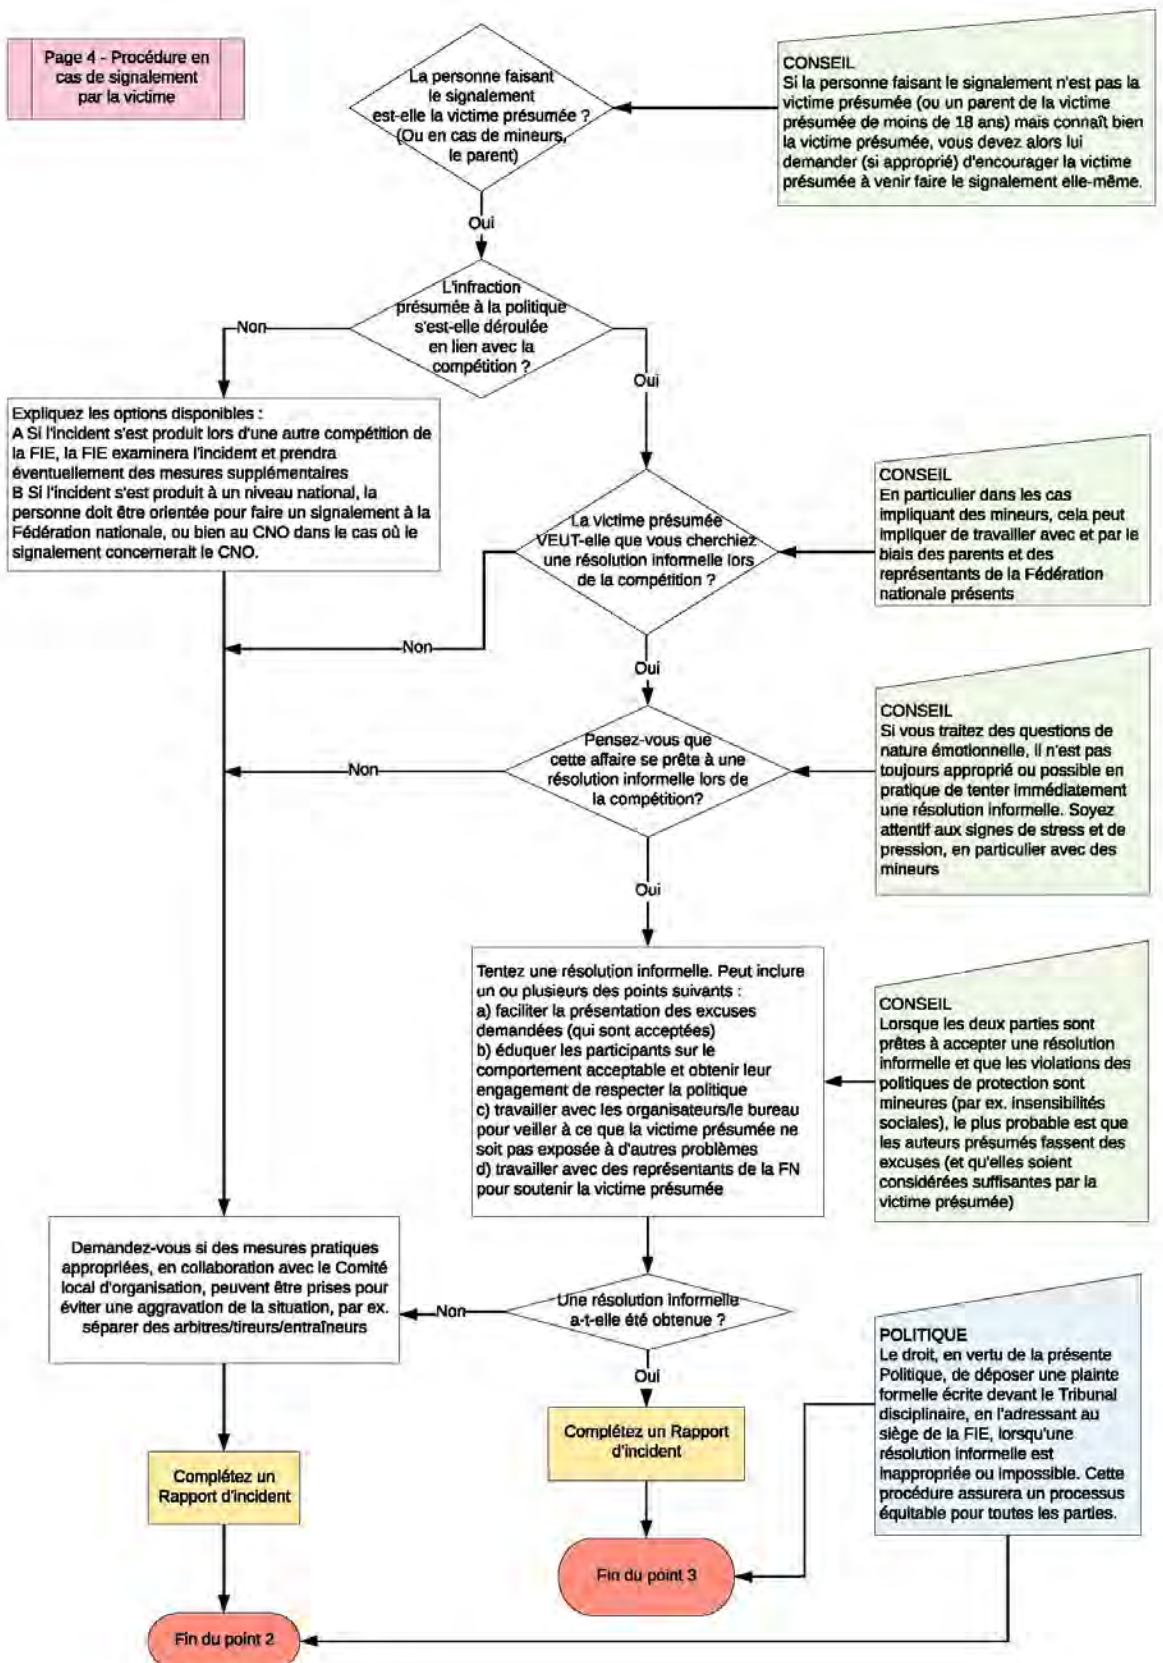 Page 4 - Procédure en
cas de signalement
par la victime
La personne faisant
le signalement
est-elle la victime présumée ?
(Ou en cas de mineurs,
le parent)
CONSEIL
Si la personne faisant le signalement n'est pas la
victime présumée (ou un parent de la victime
présumée de moins de 18 ans) mais connaît bien
la victime présumée, vous devez alors lui
demander (si approprié) d'encourager la victime
présumée à venir faire le signalement elle-même.
Oui
L'infraction
présumée à la politique
s'est-elle déroulée
en lien avec la
compétition ?
Non
Oui
Expliquez les options disponibles :
A Si l'incident s'est produit lors d'une autre compétition de
la FIE, la FIE examinera l'incident et prendra
éventuellement des mesures supplémentaires
B Si l'incident s'est produit à un niveau national, la
personne doit être orientée pour faire un signalement à la
Fédération nationale, ou bien au CNO dans le cas où le
signalement concernerait le CNO.
La victime présumée
VEUT-elle que vous cherchiez
une résolution informelle lors
de la compétition ?
CONSEIL
En particulier dans les cas
impliquant des mineurs, cela peut
impliquer de travailler avec et par le
biais des parents et des
représentants de la Fédération
nationale présents
Non
Oui
Pensez-vous que
cette affaire se prête à une
résolution informelle lors de
la compétition?
CONSEIL
Si vous traitez des questions de
nature émotionnelle, il n'est pas
toujours approprié ou possible en
pratique de tenter immédiatement
une résolution informelle. Soyez
attentif aux signes de stress et de
pression, en particulier avec des
mineurs
Non
Oui
Tentez une résolution informelle. Peut inclure
un ou plusieurs des points suivants :
a) faciliter la présentation des excuses
demandées (qui sont acceptées)
b) éduquer les participants sur le
comportement acceptable et obtenir leur
engagement de respecter la politique
c) travailler avec les organisateurs/le bureau
pour veiller à ce que la victime présumée ne
soit pas exposée à d'autres problèmes
d) travailler avec des représentants de la FN
pour soutenir la victime présumée
CONSEIL
Lorsque les deux parties sont
prêtes à accepter une résolution
informelle et que les violations des
politiques de protection sont
mineures (par ex. insensibilités
sociales), le plus probable est que
les auteurs présumés fassent des
excuses (et qu'elles soient
considérées suffisantes par la
victime présumée)
Demandez-vous si des mesures pratiques
appropriées, en collaboration avec le Comité
local d'organisation, peuvent être prises pour
éviter une aggravation de la situation, par ex.
séparer des arbitres/tireurs/entraîneurs
Non
Une résolution informelle
a-t-elle été obtenue ?
Oui
POLITIQUE
Le droit, en vertu de la présente
Politique, de déposer une plainte
formelle écrite devant le Tribunal
disciplinaire, en l'adressant au
siège de la FIE, lorsqu'une
résolution informelle est
inappropriée ou impossible. Cette
procédure assurera un processus
équitable pour toutes les parties.
Complétez un Rapport
d'incident
Complétez un
Rapport d'incident
Fin du point 3
Fin du point 2